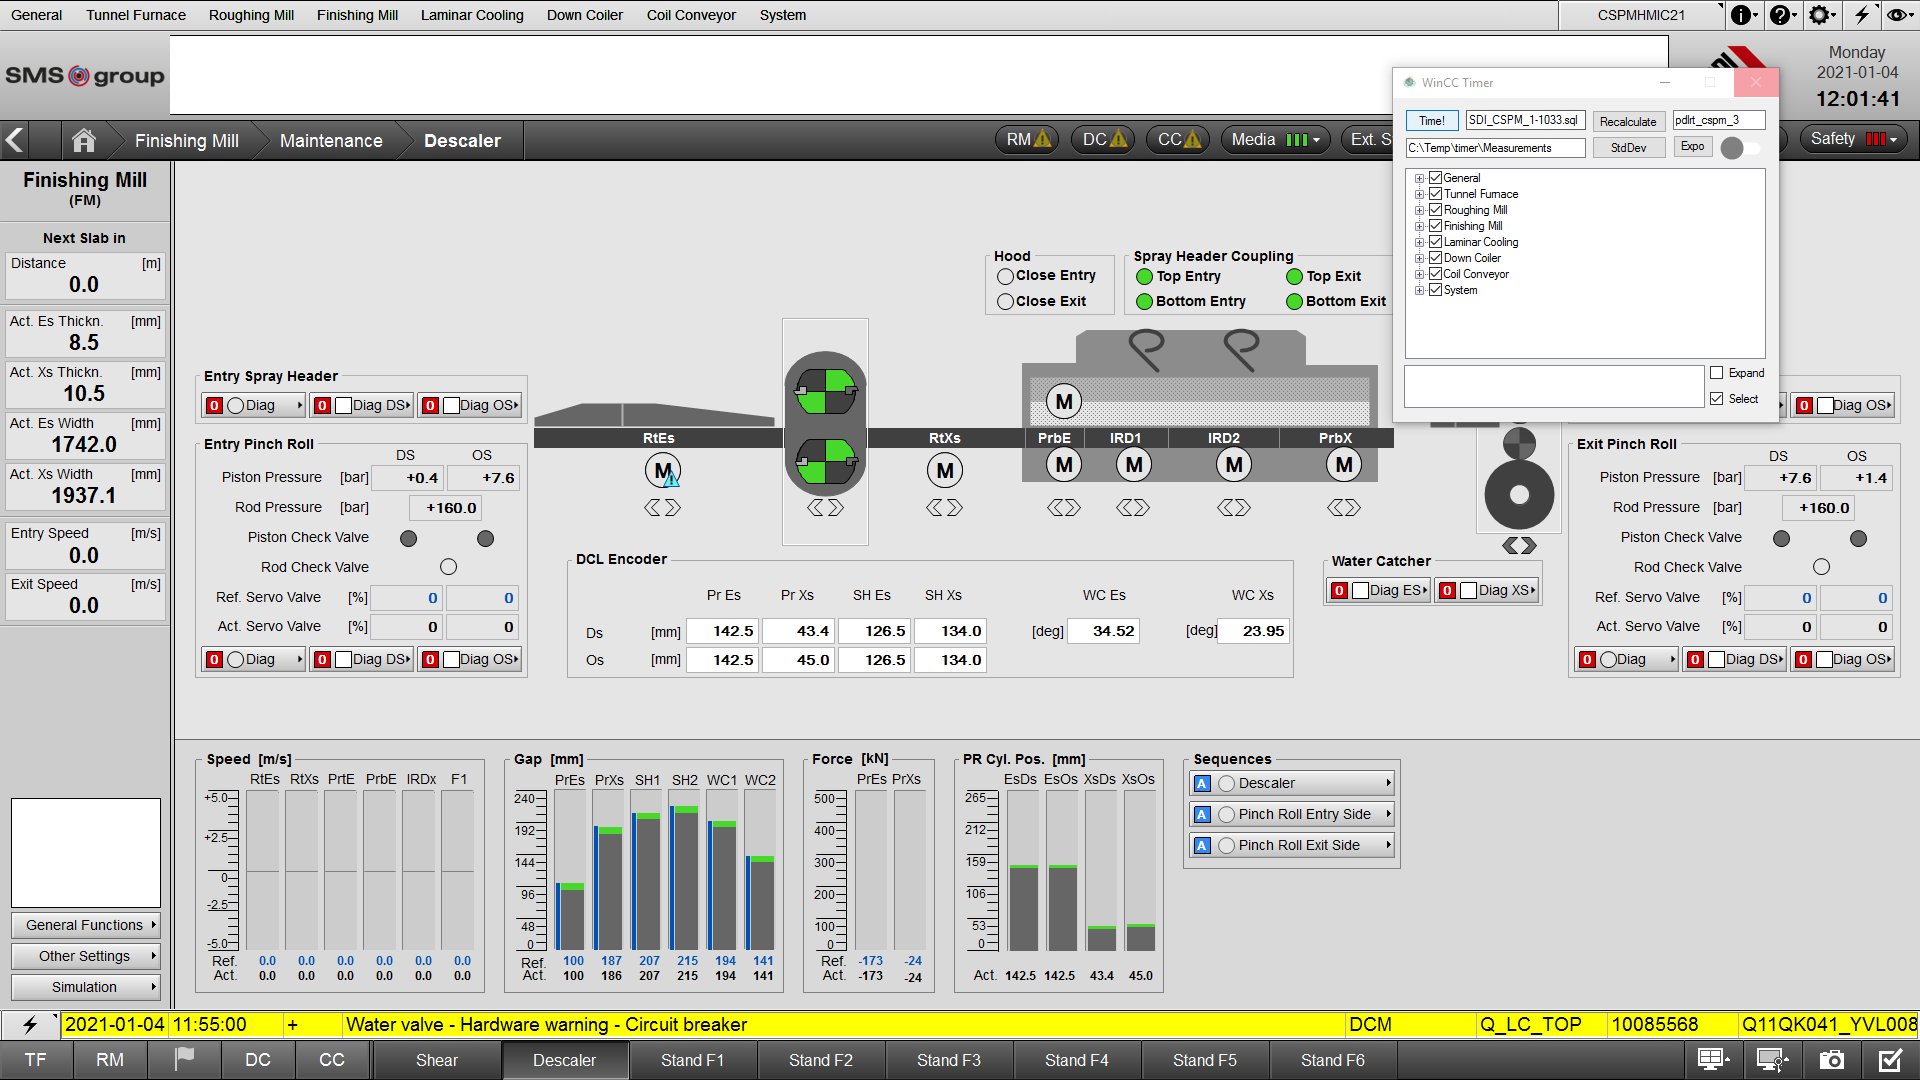 General Tunnel Furnace Roughing Mill Finishing Mill Laminar Cooling Down Coiler Coil Conveyor System CSPMHMIC21
SMS group
Monday
2021-01-04
12:01:41
Finishing Mill Maintenance Descaler RM DC CC Media Ext. S Safety
WinCC Timer
Time! SDI_CSPM_1-1033.sql Recalculate pdlrt_cspm_3
C:\Temp\timer\Measurements StdDev Expo
General
Tunnel Furnace
Roughing Mill
Finishing Mill
Laminar Cooling
Down Coiler
Coil Conveyor
System
Expand
Select
Finishing Mill
(FM)
Next Slab in
Distance [m]
0.0
Act. Es Thickn. [mm]
8.5
Act. Xs Thickn. [mm]
10.5
Act. Es Width [mm]
1742.0
Act. Xs Width [mm]
1937.1
Entry Speed [m/s]
0.0
Exit Speed [m/s]
0.0
General Functions
Other Settings
Simulation
Hood
Close Entry
Close Exit
Spray Header Coupling
Top Entry Top Exit
Bottom Entry Bottom Exit
Entry Spray Header
0 Diag 0 Diag DS 0 Diag OS
Entry Pinch Roll
DS OS
Piston Pressure [bar] +0.4 +7.6
Rod Pressure [bar] +160.0
Piston Check Valve
Rod Check Valve
Ref. Servo Valve [%] 0 0
Act. Servo Valve [%] 0 0
0 Diag 0 Diag DS 0 Diag OS
M
RtEs RtXs PrbE IRD1 IRD2 PrbX
M M M M M M
DCL Encoder
Pr Es Pr Xs SH Es SH Xs WC Es WC Xs
Ds [mm] 142.5 43.4 126.5 134.0 [deg] 34.52 [deg] 23.95
Os [mm] 142.5 45.0 126.5 134.0
Water Catcher
0 Diag ES 0 Diag XS
0 Diag OS
Exit Pinch Roll
DS OS
Piston Pressure [bar] +7.6 +1.4
Rod Pressure [bar] +160.0
Piston Check Valve
Rod Check Valve
Ref. Servo Valve [%] 0 0
Act. Servo Valve [%] 0 0
0 Diag 0 Diag DS 0 Diag OS
Speed [m/s]
RtEs RtXs PrtE PrbE IRDx F1
+5.0
+2.5
0
-2.5
-5.0
Ref. 0.0 0.0 0.0 0.0 0.0 0.0
Act. 0.0 0.0 0.0 0.0 0.0 0.0
Gap [mm]
PrEs PrXs SH1 SH2 WC1 WC2
240
192
144
96
48
0
Ref. 100 187 207 215 194 141
Act. 100 186 207 215 194 141
Force [kN]
PrEs PrXs
500
400
300
200
100
0
Ref. -173 -24
Act. -173 -24
PR Cyl. Pos. [mm]
EsDs EsOs XsDs XsOs
265
212
159
106
53
0
Act. 142.5 142.5 43.4 45.0
Sequences
A Descaler
A Pinch Roll Entry Side
A Pinch Roll Exit Side
2021-01-04 11:55:00 + Water valve - Hardware warning - Circuit breaker DCM Q_LC_TOP 10085568 Q11QK041_YVL008
TF RM DC CC Shear Descaler Stand F1 Stand F2 Stand F3 Stand F4 Stand F5 Stand F6